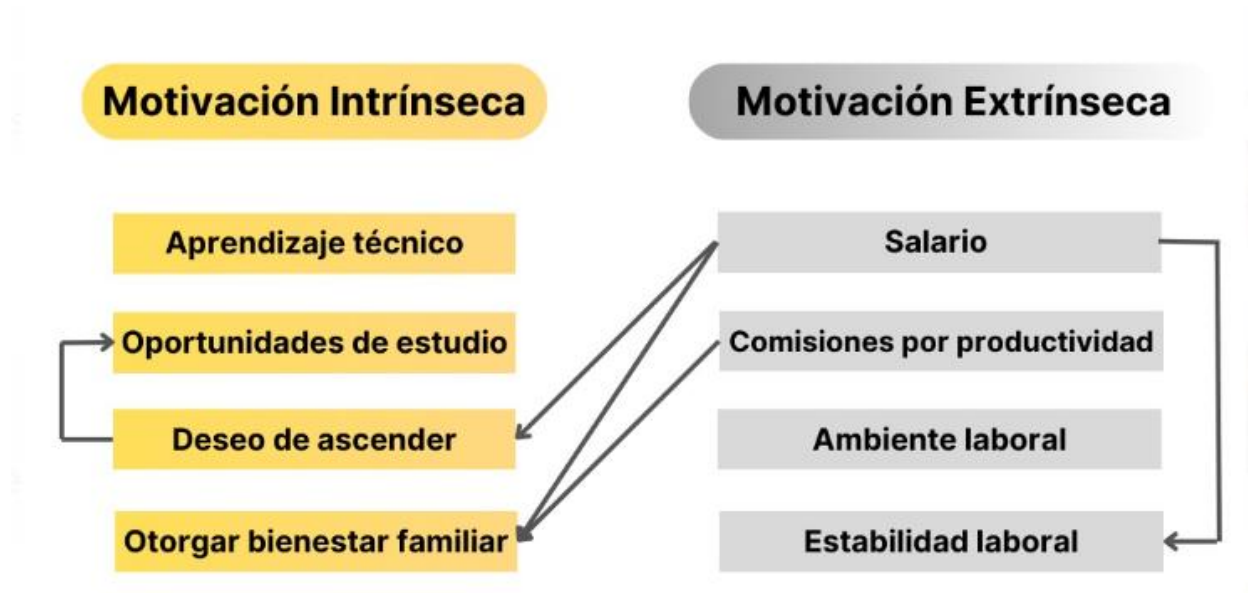 Motivación Intrínseca
Motivación Extrínseca
Aprendizaje técnico
Salario
Oportunidades de estudio
Comisiones por productividad
Deseo de ascender
Ambiente laboral
Otorgar bienestar familiar
Estabilidad laboral